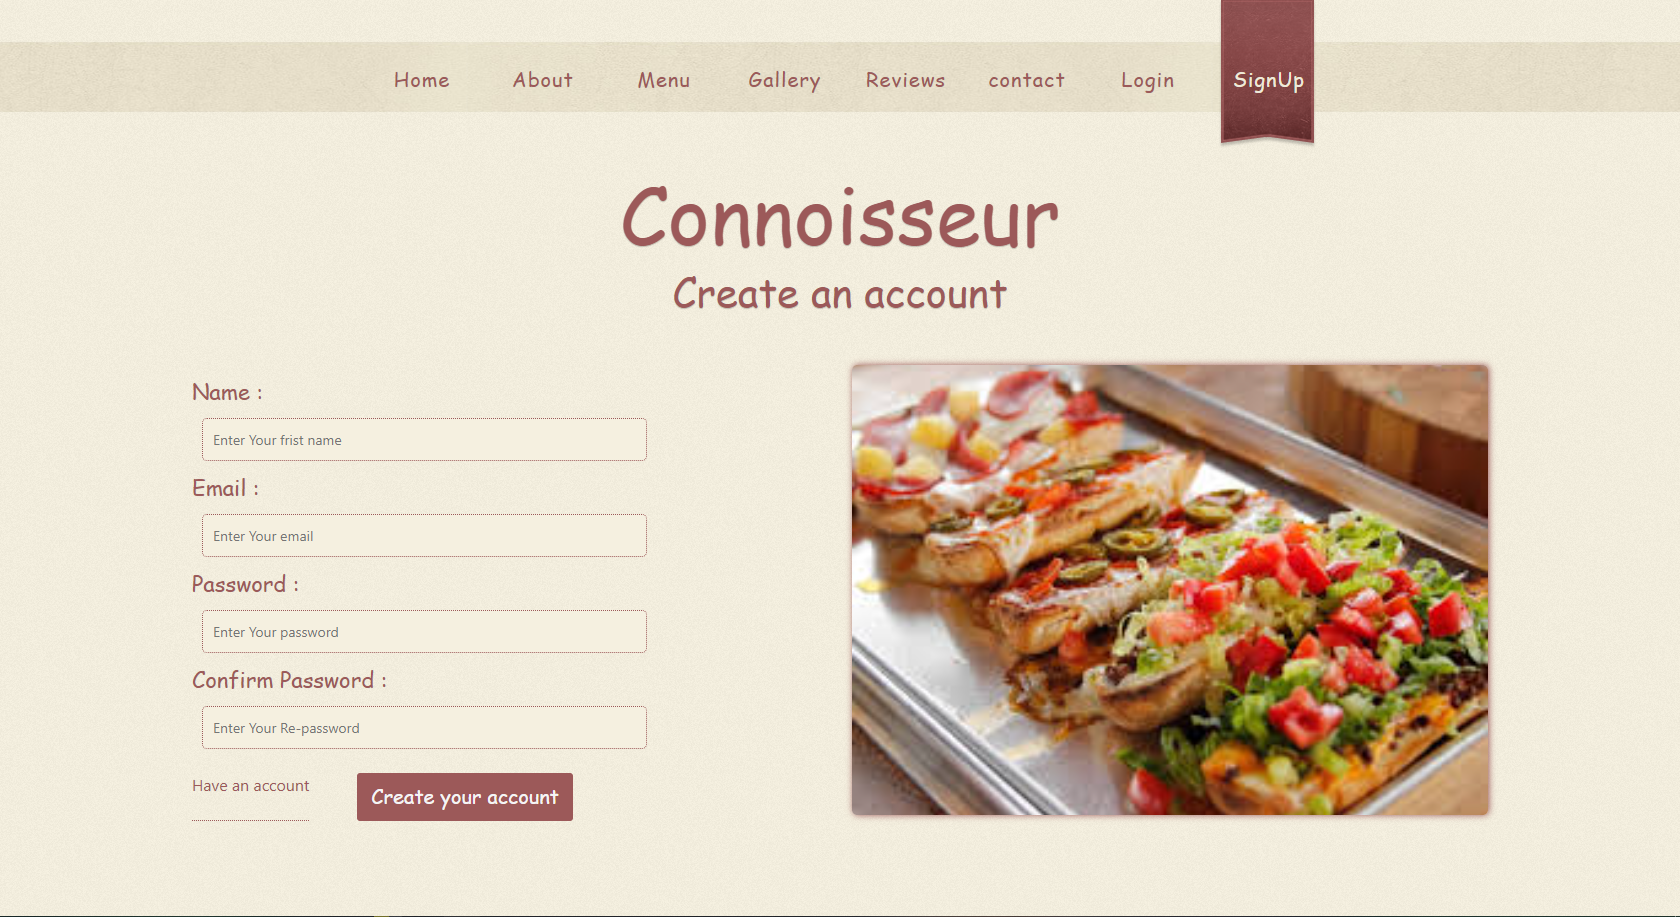 Home About Menu Gallery Reviews contact Login SignUp
Connoisseur
Create an account
Name :
Enter Your frist name
Email :
Enter Your email
Password :
Enter Your password
Confirm Password :
Enter Your Re-password
Have an account
Create your account